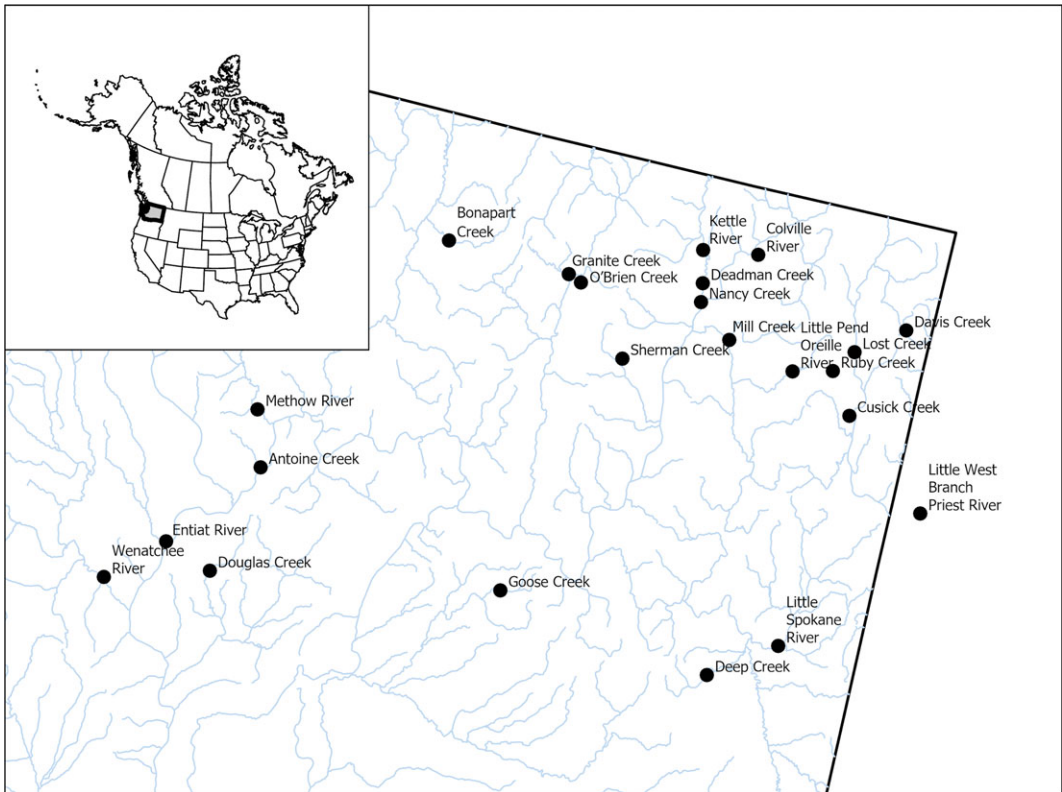 Bonapart
Creek
Kettle
River
Colville
River
Granite Creek
O'Brien Creek
Deadman Creek
Nancy Creek
Mill Creek
Little Pend
Oreille
River
Davis Creek
Lost Creek
Ruby Creek
Sherman Creek
Cusick Creek
Methow River
Antoine Creek
Little West
Branch
Priest River
Entiat River
Wenatchee
River
Douglas Creek
Goose Creek
Little
Spokane
River
Deep Creek